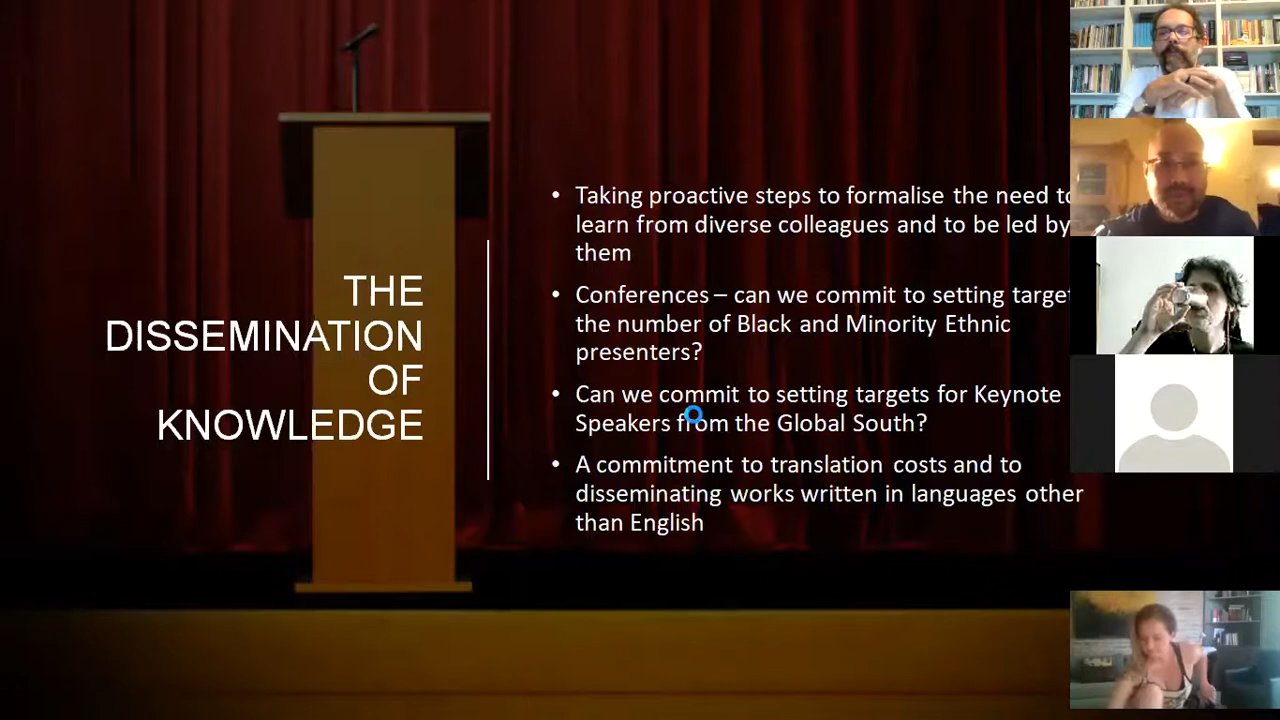 THE
DISSEMINATION
OF
KNOWLEDGE
• Taking proactive steps to formalise the need to
learn from diverse colleagues and to be led by
them
• Conferences – can we commit to setting
the number of Black and Minority Ethnic
presenters?
• Can we commit to setting targets for Keynote
Speakers from the Global South?
• A commitment to translation costs and to
disseminating works written in languages other
than English